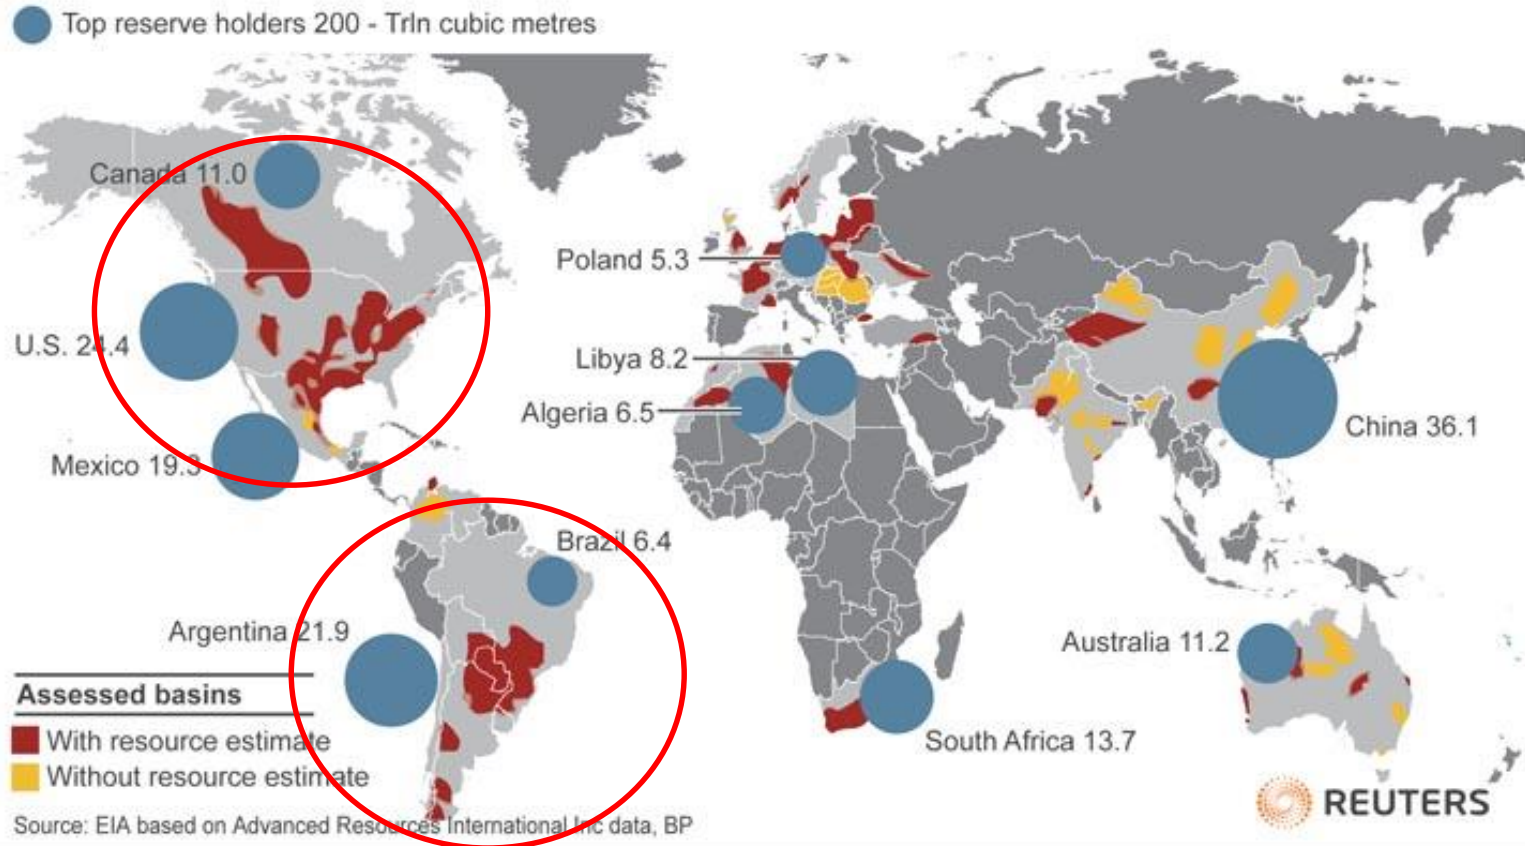 Top reserve holders 200 - Trln cubic metres
Canada 11.0
Poland 5.3
U.S. 24.4
Libya 8.2
Algeria 6.5
China 36.1
Mexico 19.3
Brazil 6.4
Argentina 21.9
Australia 11.2
South Africa 13.7
Assessed basins
With resource estimate
Without resource estimate
REUTERS
Source: EIA based on Advanced Resources International Inc data, BP